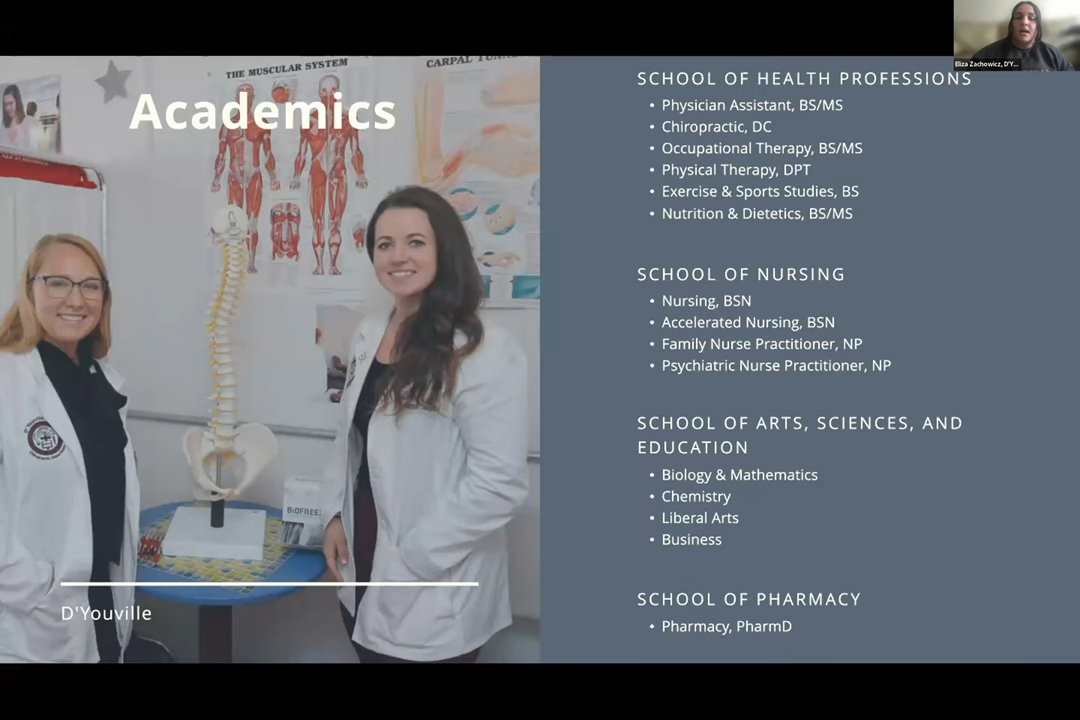 Eliza Zachowicz, D'Y...
THE MUSCULAR SYSTEM
CARPAL TUNN
Academics
BIOFREEZ
D'Youville
SCHOOL OF HEALTH PROFESSIONS
• Physician Assistant, BS/MS
• Chiropractic, DC
• Occupational Therapy, BS/MS
• Physical Therapy, DPT
• Exercise & Sports Studies, BS
• Nutrition & Dietetics, BS/MS
SCHOOL OF NURSING
• Nursing, BSN
• Accelerated Nursing, BSN
• Family Nurse Practitioner, NP
• Psychiatric Nurse Practitioner, NP
SCHOOL OF ARTS, SCIENCES, AND
EDUCATION
• Biology & Mathematics
• Chemistry
• Liberal Arts
• Business
SCHOOL OF PHARMACY
• Pharmacy, PharmD